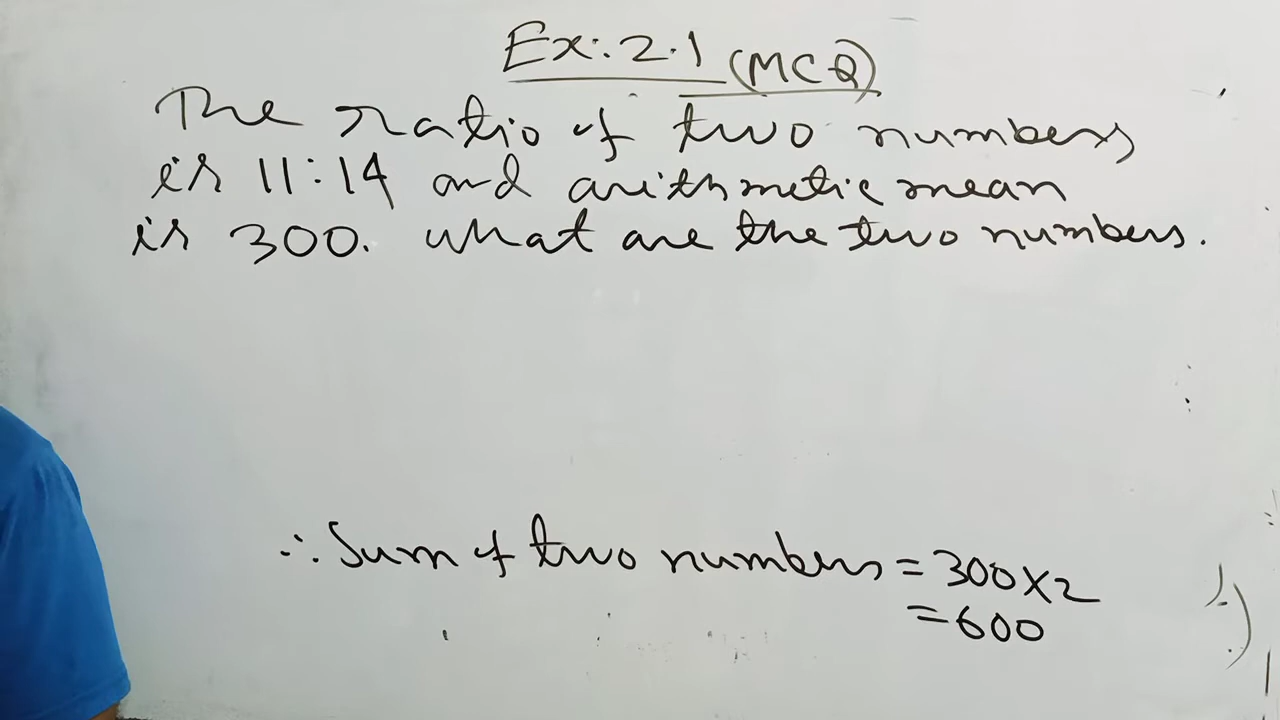 Ex:.2.1 (MCQ)
The ratio of two numbers
is 11:14 and arithmetic mean
is 300. what are the two numbers.
∴ Sum of two numbers = 300×2
=600